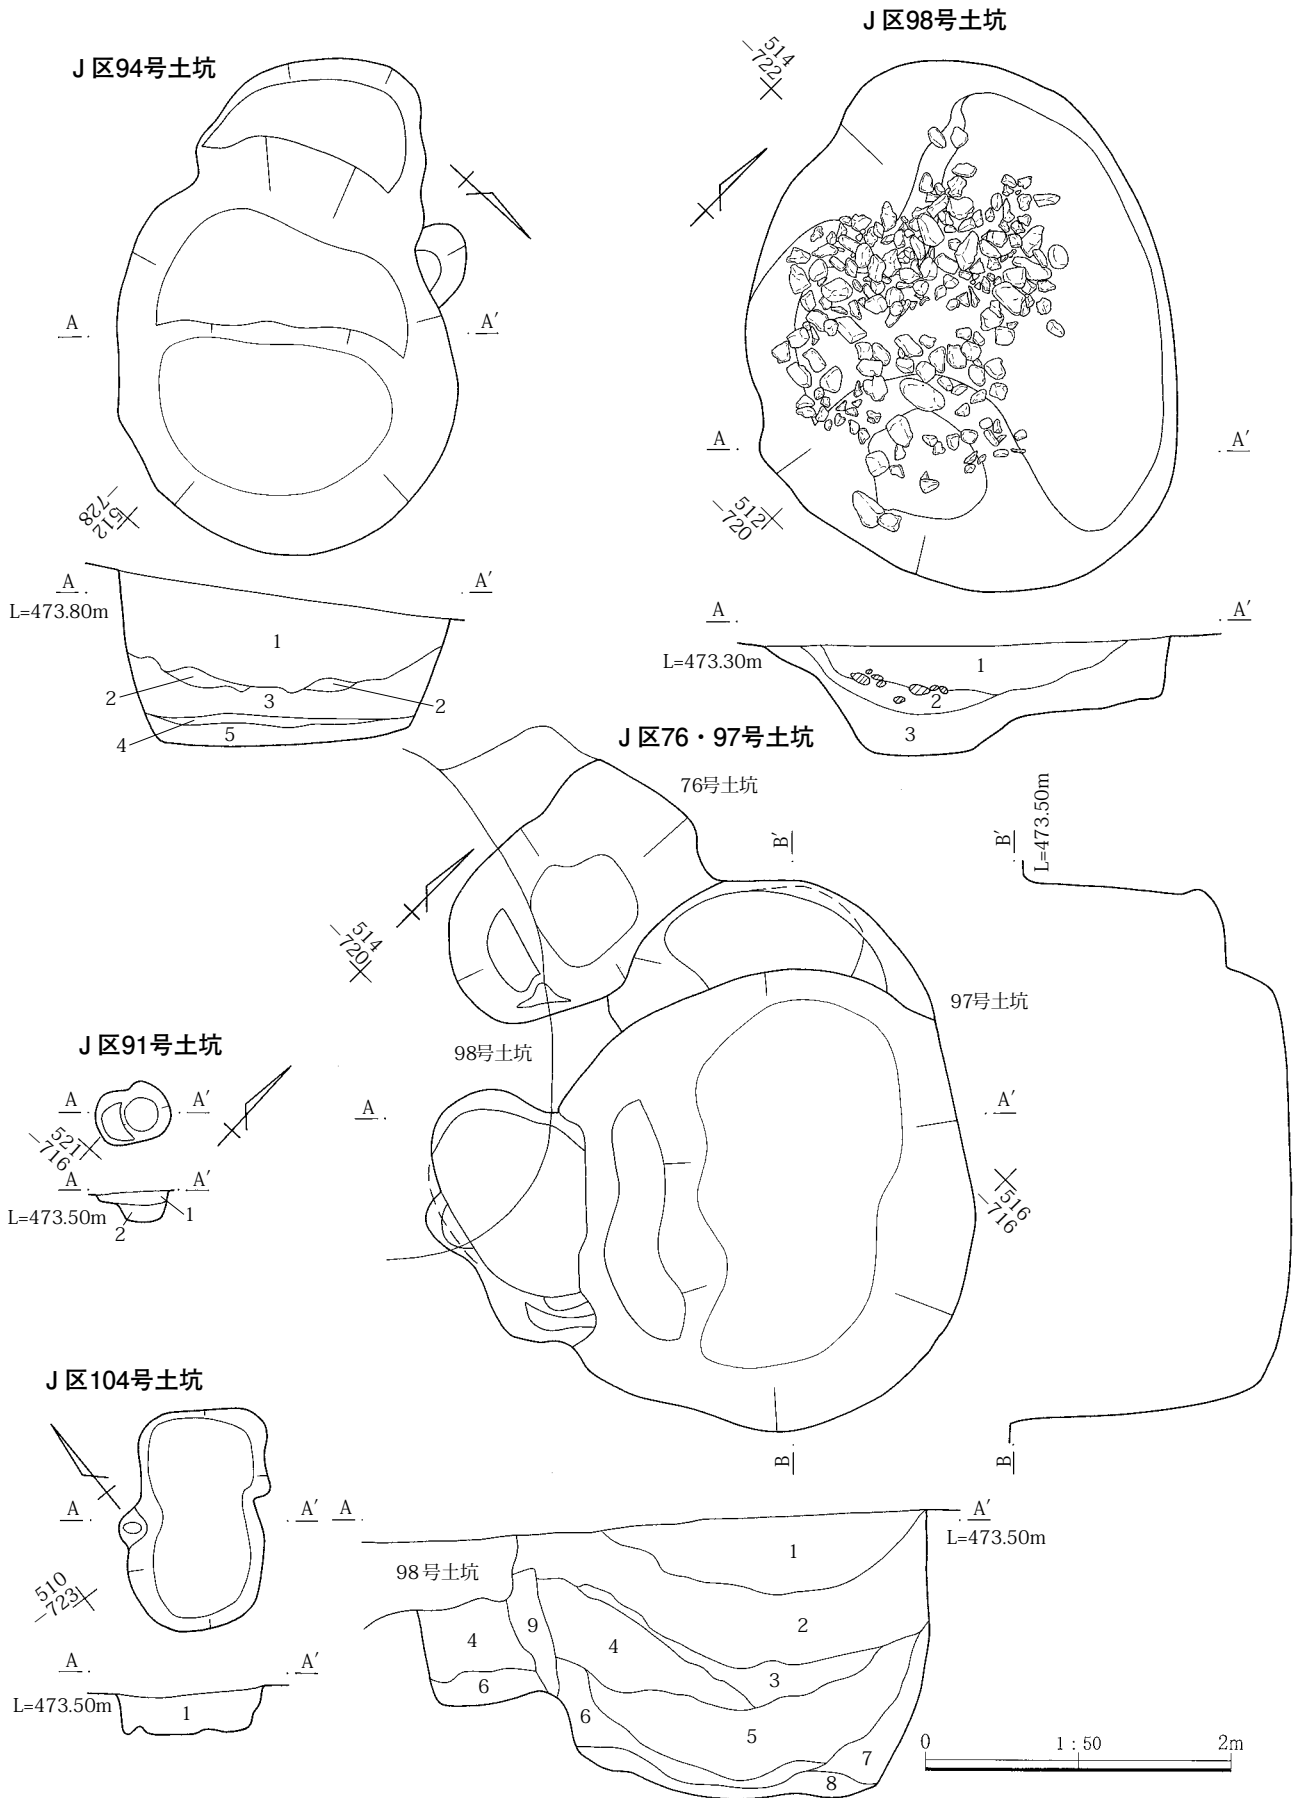 J区94号土坑
A
A′
512
−728
A
A′
L=473.80m
1
2
3
2
4
5
J区98号土坑
514
−722
A
A′
512
−720
A
A′
L=473.30m
1
2
3
J区76・97号土坑
76号土坑
B′
B′
L=473.50m
514
−720
97号土坑
98号土坑
A
A′
516
−716
B
B
A
A′
L=473.50m
98号土坑
1
2
3
4
9
4
6
6
5
7
8
J区91号土坑
A
A′
521
−716
A
A′
L=473.50m
1
2
J区104号土坑
A
A′
510
−723
A
A′
L=473.50m
1
0
1：50
2m